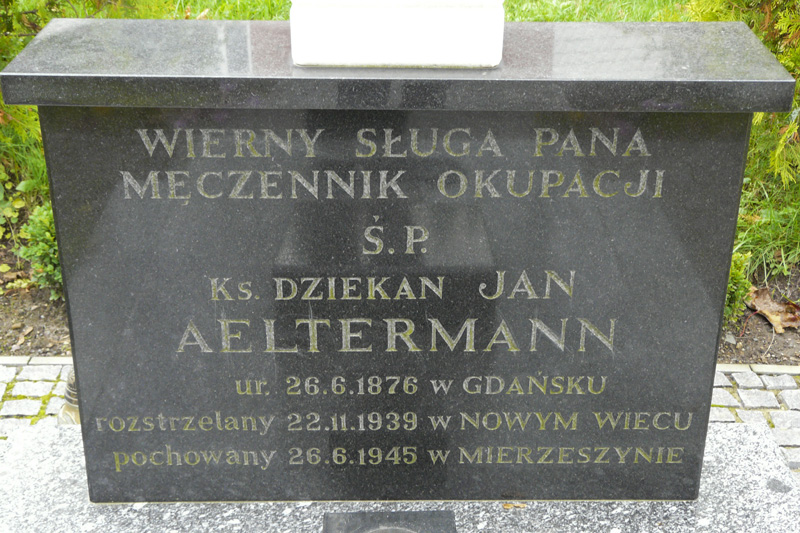 WIERNY SŁUGA PANA
MĘCZENNIK OKUPACJI
Ś.P.
Ks. DZIEKAN JAN
AELTERMANN
ur. 26.6.1876 w GDAŃSKU
rozstrzelany 22.11.1939 w NOWYM WIECU
pochowany 26.6.1945 w MIERZESZYNIE